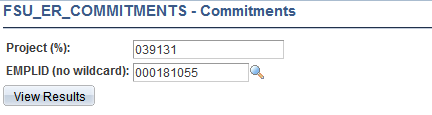 FSU_ER_COMMITMENTS - Commitments
Project (%): 039131
EMPLID (no wildcard): 000181055
View Results